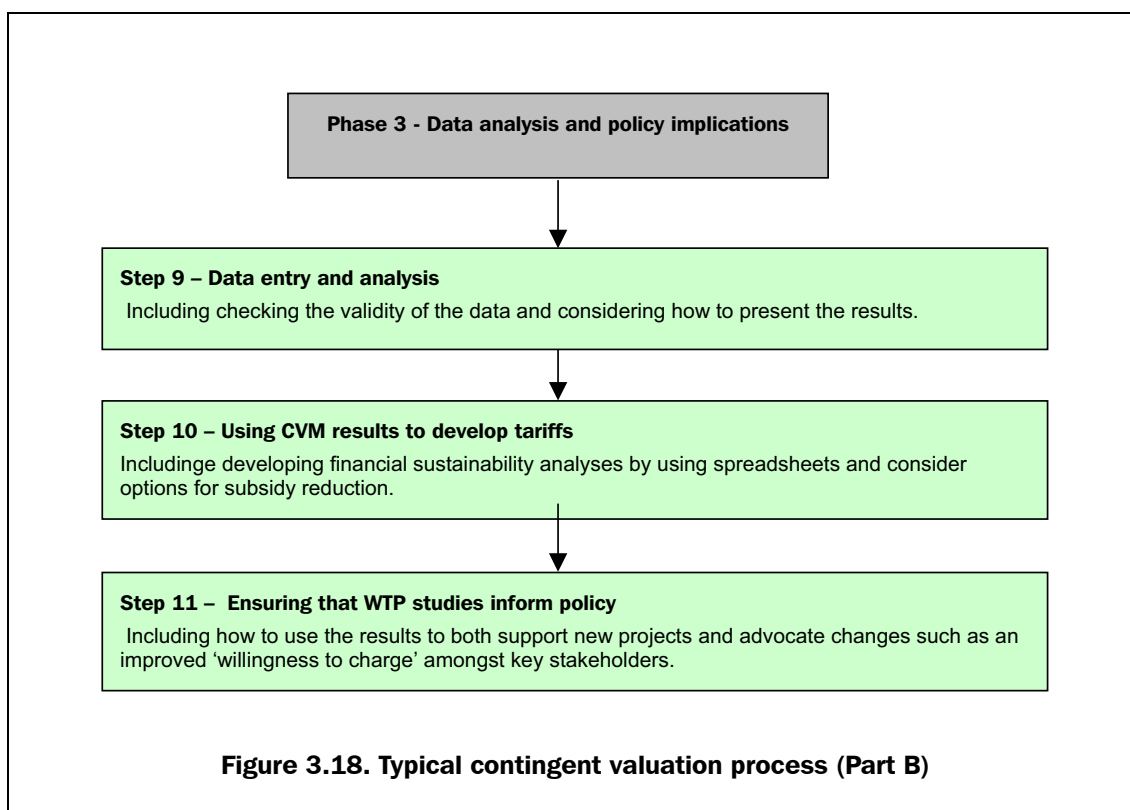 Phase 3 - Data analysis and policy implications
Step 9 – Data entry and analysis
Including checking the validity of the data and considering how to present the results.
Step 10 – Using CVM results to develop tariffs
Includinge developing financial sustainability analyses by using spreadsheets and consider
options for subsidy reduction.
Step 11 –  Ensuring that WTP studies inform policy
Including how to use the results to both support new projects and advocate changes such as an
improved ‘willingness to charge’ amongst key stakeholders.
Figure 3.18. Typical contingent valuation process (Part B)